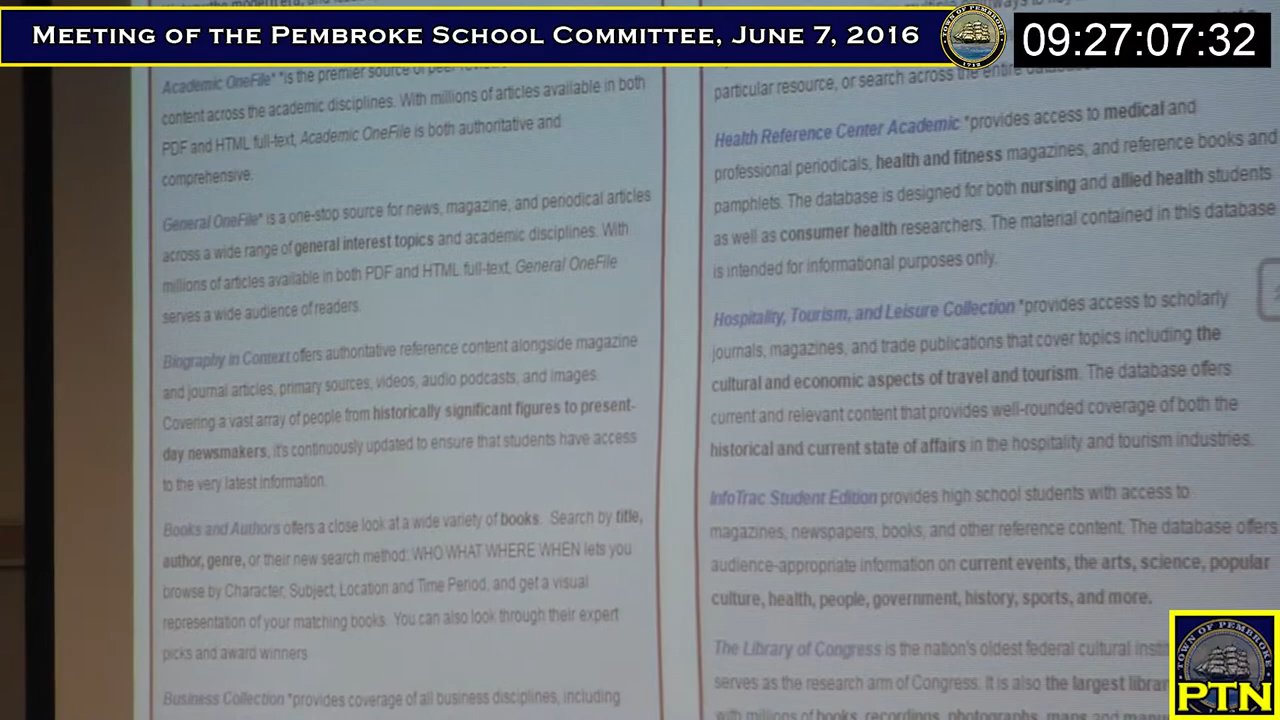 MEETING OF THE PEMBROKE SCHOOL COMMITTEE, JUNE 7, 2016
TOWN OF PEMBROKE
1712
09:27:07:32
Academic OneFile* *is the premier source of
content across the academic disciplines. With millions of articles available in both
PDF and HTML full-text, Academic OneFile is both authoritative and
comprehensive.
General OneFile* is a one-stop source for news, magazine, and periodical articles
across a wide range of general interest topics and academic disciplines. With
millions of articles available in both PDF and HTML full-text, General OneFile
serves a wide audience of readers.
Biography in Context offers authoritative reference content alongside magazine
and journal articles, primary sources, videos, audio podcasts, and images.
Covering a vast array of people from historically significant figures to present-
day newsmakers, it's continuously updated to ensure that students have access
to the very latest information.
Books and Authors offers a close look at a wide variety of books. Search by title,
author, genre, or their new search method: WHO WHAT WHERE WHEN lets you
browse by Character, Subject, Location and Time Period, and get a visual
representation of your matching books. You can also look through their expert
picks and award winners
Business Collection *provides coverage of all business disciplines, including
particular resource, or search across the entire
Health Reference Center Academic *provides access to medical and
professional periodicals, health and fitness magazines, and reference books and
pamphlets. The database is designed for both nursing and allied health students
as well as consumer health researchers. The material contained in this database
is intended for informational purposes only.
Hospitality, Tourism, and Leisure Collection *provides access to scholarly
journals, magazines, and trade publications that cover topics including the
cultural and economic aspects of travel and tourism. The database offers
current and relevant content that provides well-rounded coverage of both the
historical and current state of affairs in the hospitality and tourism industries.
InfoTrac Student Edition provides high school students with access to
magazines, newspapers, books, and other reference content. The database offers
audience-appropriate information on current events, the arts, science, popular
culture, health, people, government, history, sports, and more.
The Library of Congress is the nation's oldest federal cultural
serves as the research arm of Congress. It is also the largest
with millions of books, recordings, photographs, maps and
TOWN OF PEMBROKE
PTN